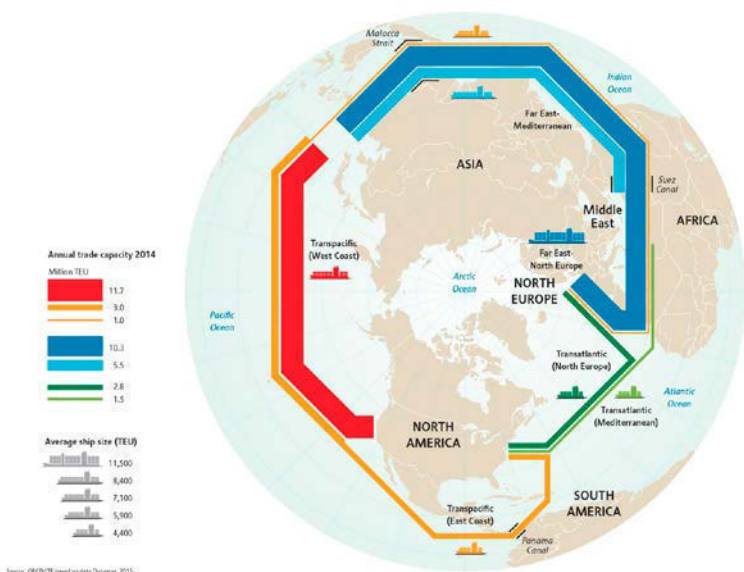 Malacca
Strait
Indian
Ocean
Far East-
Mediterranean
ASIA
Suez
Canal
Middle
East
AFRICA
Annual trade capacity 2014
Million TEU
11.7
3.0
1.0
10.3
5.5
2.8
1.5
Transpacific
(West Coast)
Far East-
North Europe
Arctic
Ocean
NORTH
EUROPE
Pacific
Ocean
Transatlantic
(North Europe)
Atlantic
Ocean
Transatlantic
(Mediterranean)
NORTH
AMERICA
Average ship size (TEU)
11,500
8,400
7,100
5,900
4,400
SOUTH
AMERICA
Transpacific
(East Coast)
Panama
Canal